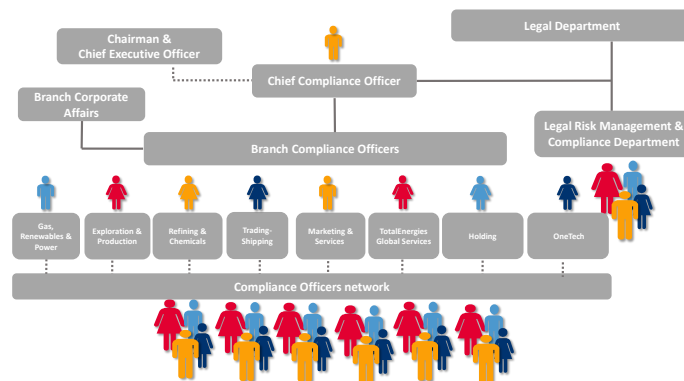 Chairman &
Chief Executive Officer
Legal Department
Chief Compliance Officer
Branch Corporate
Affairs
Legal Risk Management &
Compliance Department
Branch Compliance Officers
Gas,
Renewables &
Power
Exploration &
Production
Refining &
Chemicals
Trading-
Shipping
Marketing &
Services
TotalEnergies
Global Services
Holding
OneTech
Compliance Officers network